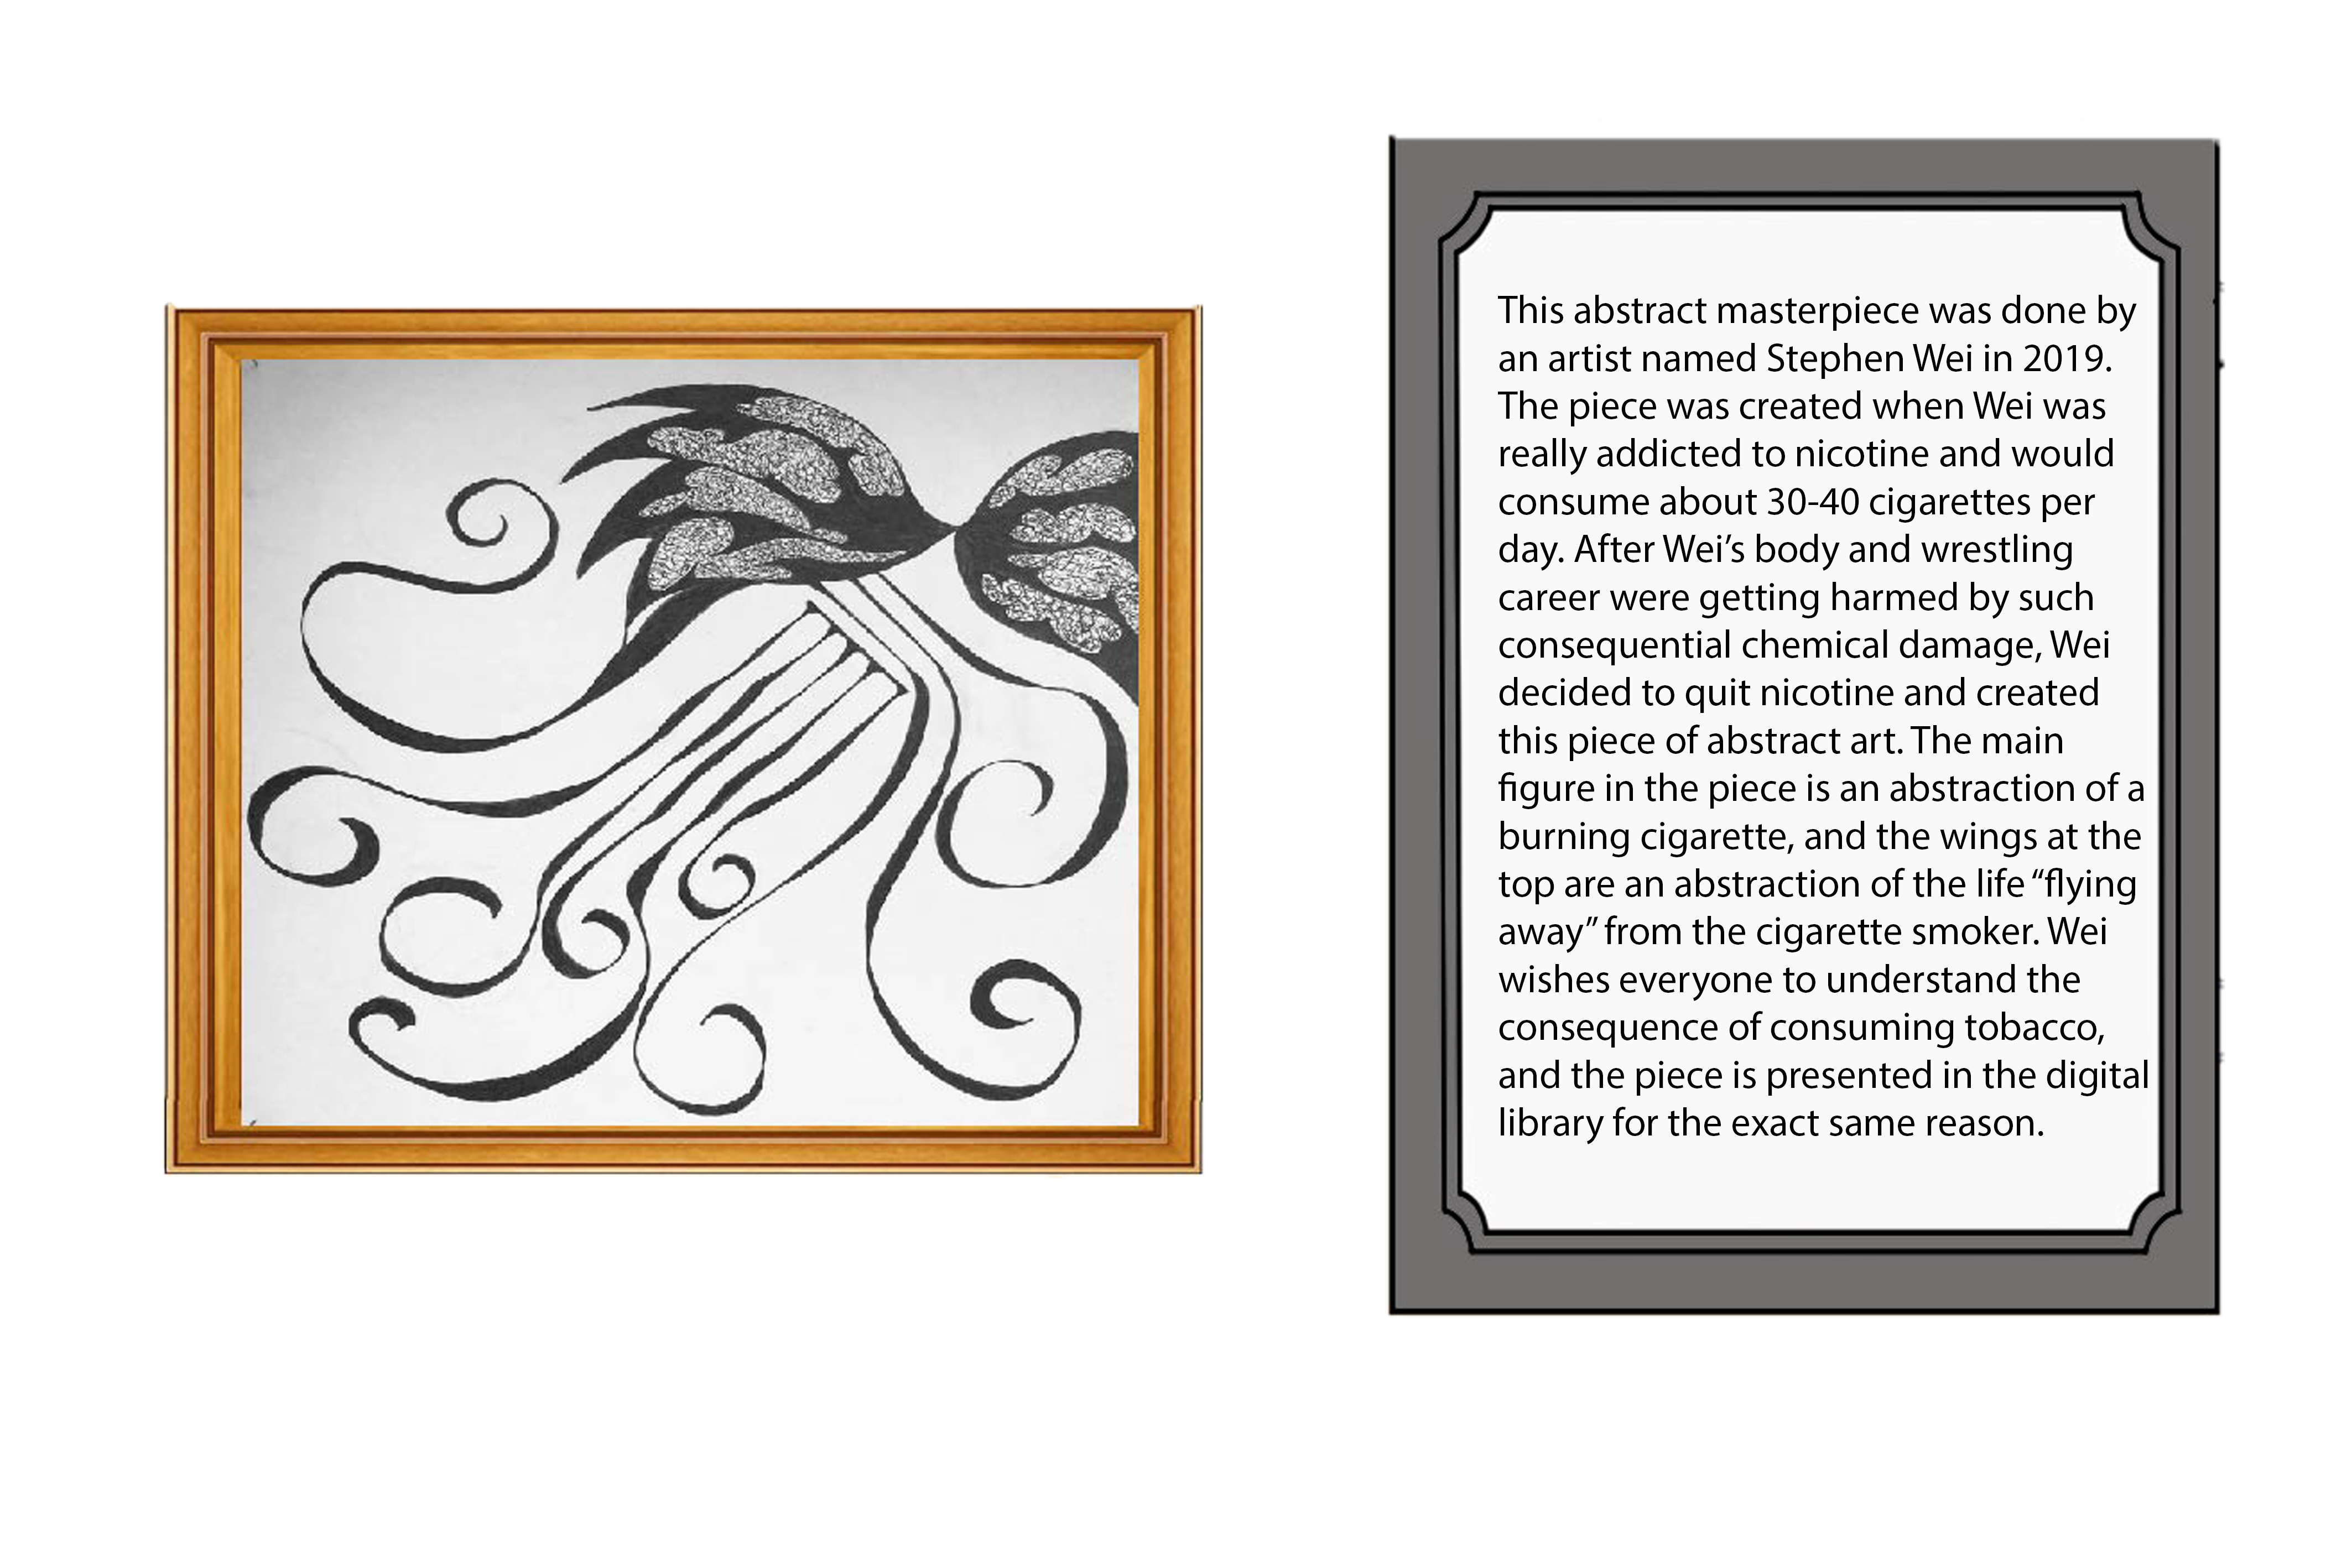 This abstract masterpiece was done by
an artist named Stephen Wei in 2019.
The piece was created when Wei was
really addicted to nicotine and would
consume about 30-40 cigarettes per
day. After Wei’s body and wrestling
career were getting harmed by such
consequential chemical damage, Wei
decided to quit nicotine and created
this piece of abstract art. The main
figure in the piece is an abstraction of a
burning cigarette, and the wings at the
top are an abstraction of the life “flying
away” from the cigarette smoker. Wei
wishes everyone to understand the
consequence of consuming tobacco,
and the piece is presented in the digital
library for the exact same reason.